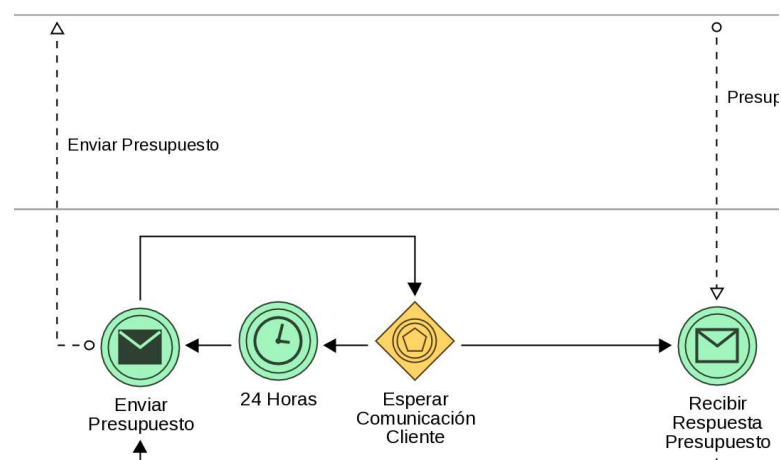 Presup
Enviar Presupuesto
Enviar
Presupuesto
24 Horas
Esperar
Comunicación
Cliente
Recibir
Respuesta
Presupuesto